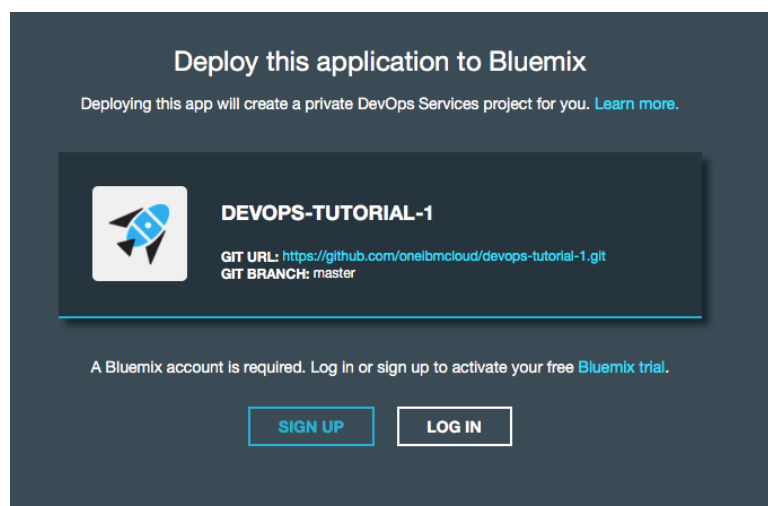 Deploy this application to Bluemix
Deploying this app will create a private DevOps Services project for you. Learn more.
DEVOPS-TUTORIAL-1
GIT URL: https://github.com/oneibmcloud/devops-tutorial-1.git
GIT BRANCH: master
A Bluemix account is required. Log in or sign up to activate your free Bluemix trial.
SIGN UP
LOG IN